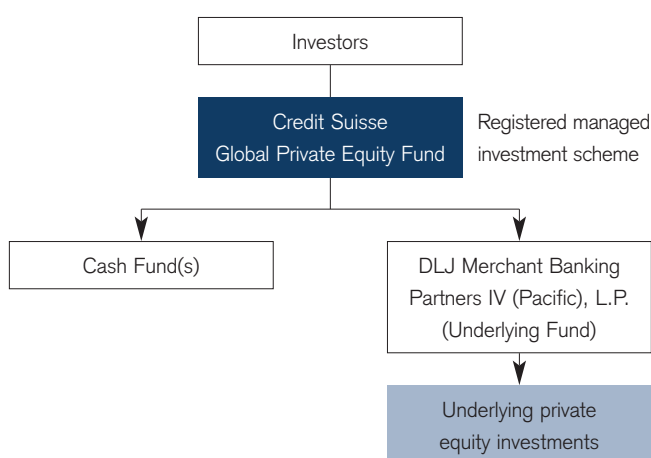 Investors
Credit Suisse
Global Private Equity Fund
Registered managed
investment scheme
Cash Fund(s)
DLJ Merchant Banking
Partners IV (Pacific), L.P.
(Underlying Fund)
Underlying private
equity investments